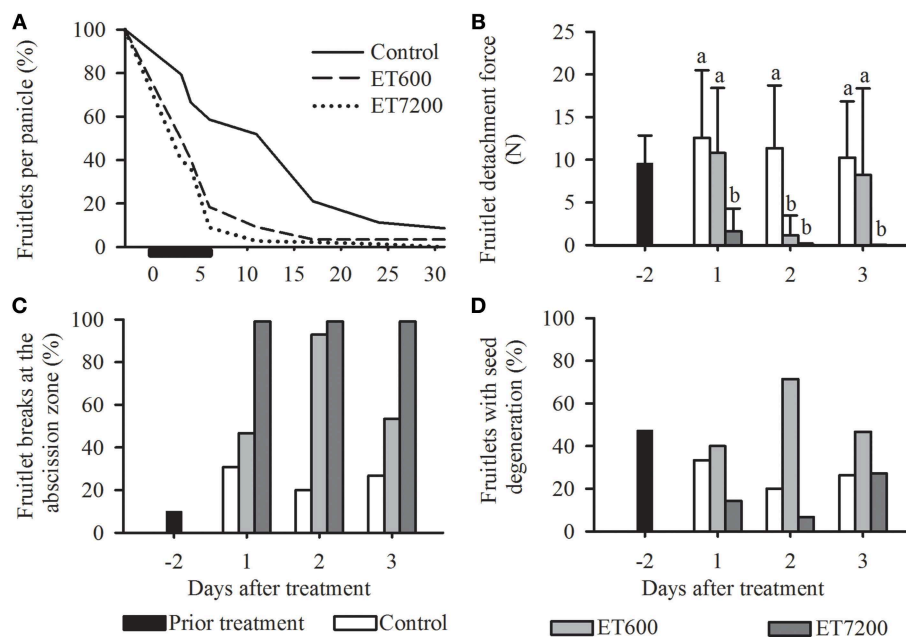 A
Fruitlets per panicle (%)
100
80
60
40
20
0
Control
ET600
ET7200
0 5 10 15 20 25 30
B
Fruitlet detachment force
(N)
25
20
15
10
5
0
a a a a a
b b b b
-2 1 2 3
C
Fruitlet breaks at the
abscission zone (%)
100
80
60
40
20
0
-2 1 2 3
Days after treatment
D
Fruitlets with seed
degeneration (%)
100
80
60
40
20
0
-2 1 2 3
Days after treatment
Prior treatment Control ET600 ET7200